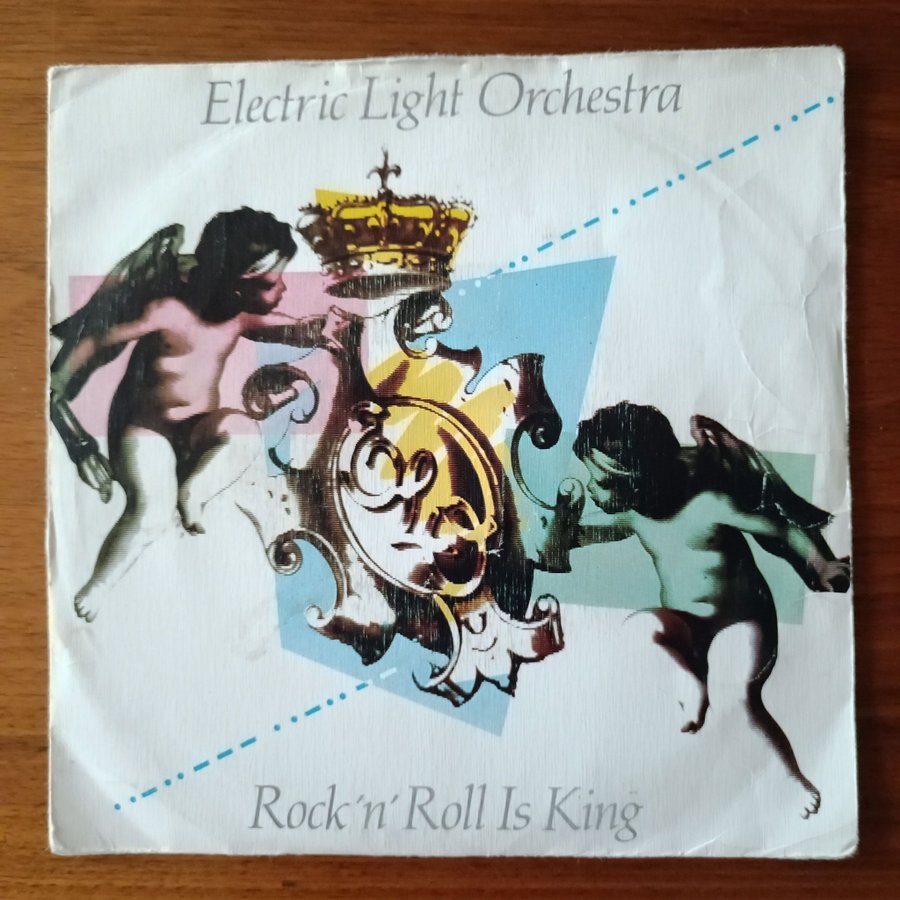 Electric Light Orchestra
Rock 'n' Roll Is King